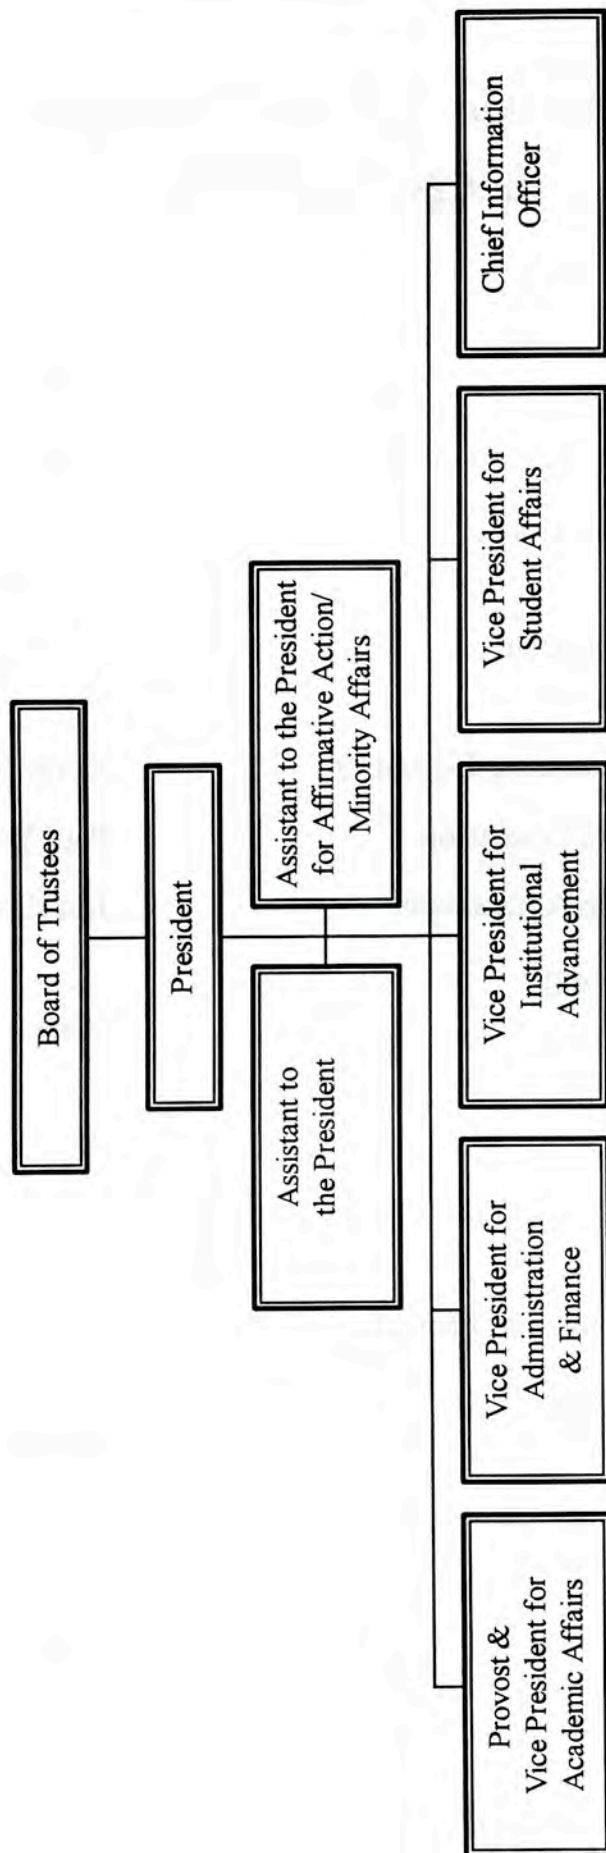 Board of Trustees
President
Assistant to
the President
Assistant to the President
for Affirmative Action/
Minority Affairs
Provost &
Vice President for
Academic Affairs
Vice President for
Administration
& Finance
Vice President for
Institutional
Advancement
Vice President for
Student Affairs
Chief Information
Officer